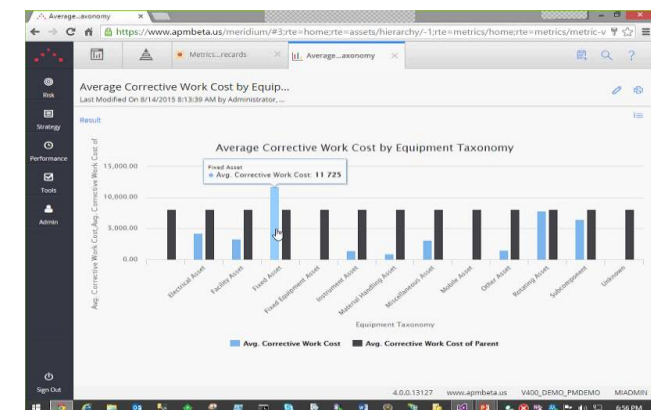 Average...axonomy
https://www.apmbeta.us/meridium/#3;rte=home;rte=assets/hierarchy/-1;rte=metrics/home;rte=metrics/metric-v
Metrics...recards
Average...axonomy
Risk
Strategy
Performance
Tools
Admin
Sign Out
Average Corrective Work Cost by Equip...
Last Modified On 8/14/2015 8:13:39 AM by Administrator, ...
Result
Average Corrective Work Cost by Equipment Taxonomy
Fixed Asset
Avg. Corrective Work Cost: 11 725
Avg. Corrective Work Cost, Avg. Corrective Work Cost of
15,000.00
10,000.00
5,000.00
0.00
Electrical Asset
Facility Asset
Fixed Asset
Fixed Equipment Asset
Instrument Asset
Material Handling Asset
Miscellaneous Asset
Mobile Asset
Other Asset
Rotating Asset
Subcomponent
Unknown
Equipment Taxonomy
Avg. Corrective Work Cost
Avg. Corrective Work Cost of Parent
4.0.0.13127 www.apmbeta.us V400_DEMO_PMDEMO MIADMIN
6:56 PM